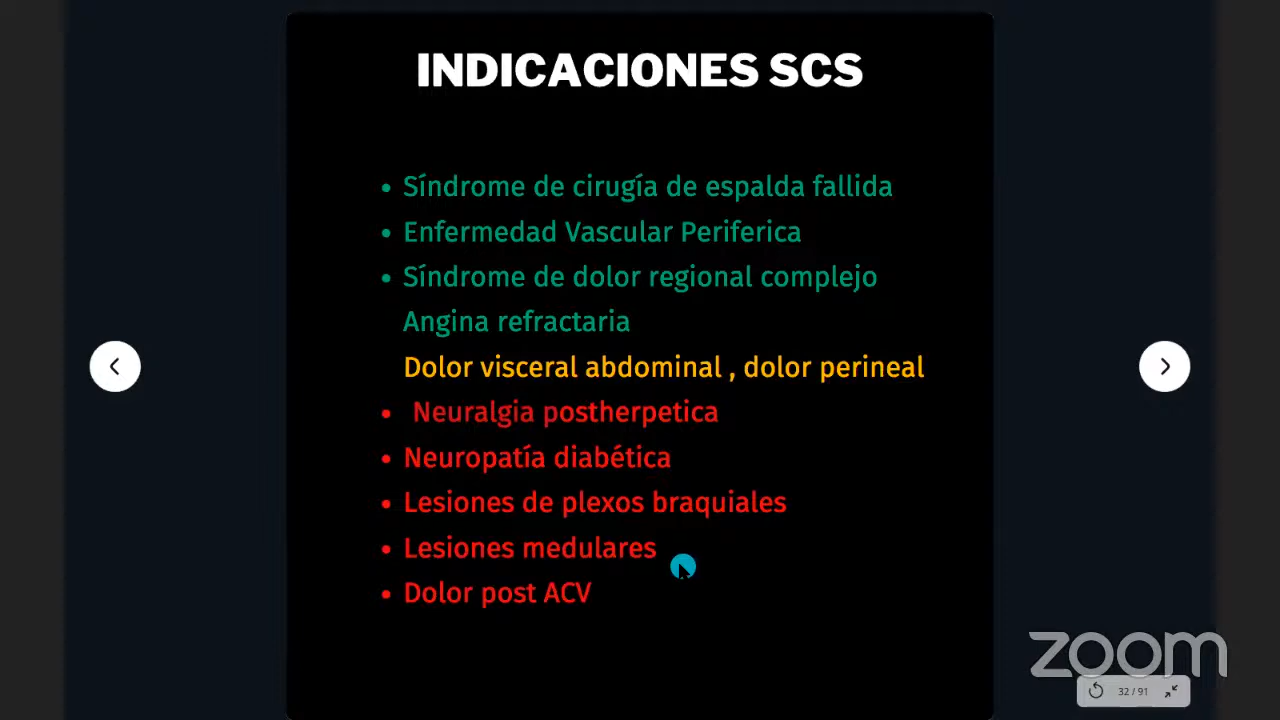 INDICACIONES SCS
• Síndrome de cirugía de espalda fallida
• Enfermedad Vascular Periferica
• Síndrome de dolor regional complejo
Angina refractaria
Dolor visceral abdominal , dolor perineal
• Neuralgia postherpetica
• Neuropatía diabética
• Lesiones de plexos braquiales
• Lesiones medulares
• Dolor post ACV
zoom
32 / 91